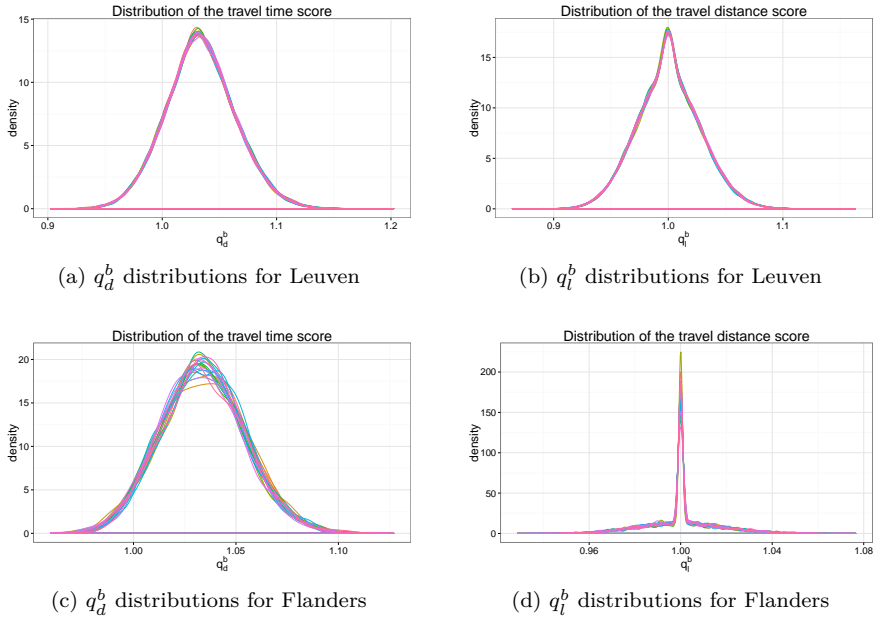 Distribution of the travel time score
15
10
5
0
density
0.9 1.0 1.1 1.2
q_d^b
(a) q_d^b distributions for Leuven
Distribution of the travel distance score
15
10
5
0
density
0.9 1.0 1.1
q_l^b
(b) q_l^b distributions for Leuven
Distribution of the travel time score
20
15
10
5
0
density
1.00 1.05 1.10
q_d^b
(c) q_d^b distributions for Flanders
Distribution of the travel distance score
200
150
100
50
0
density
0.96 1.00 1.04 1.08
q_l^b
(d) q_l^b distributions for Flanders